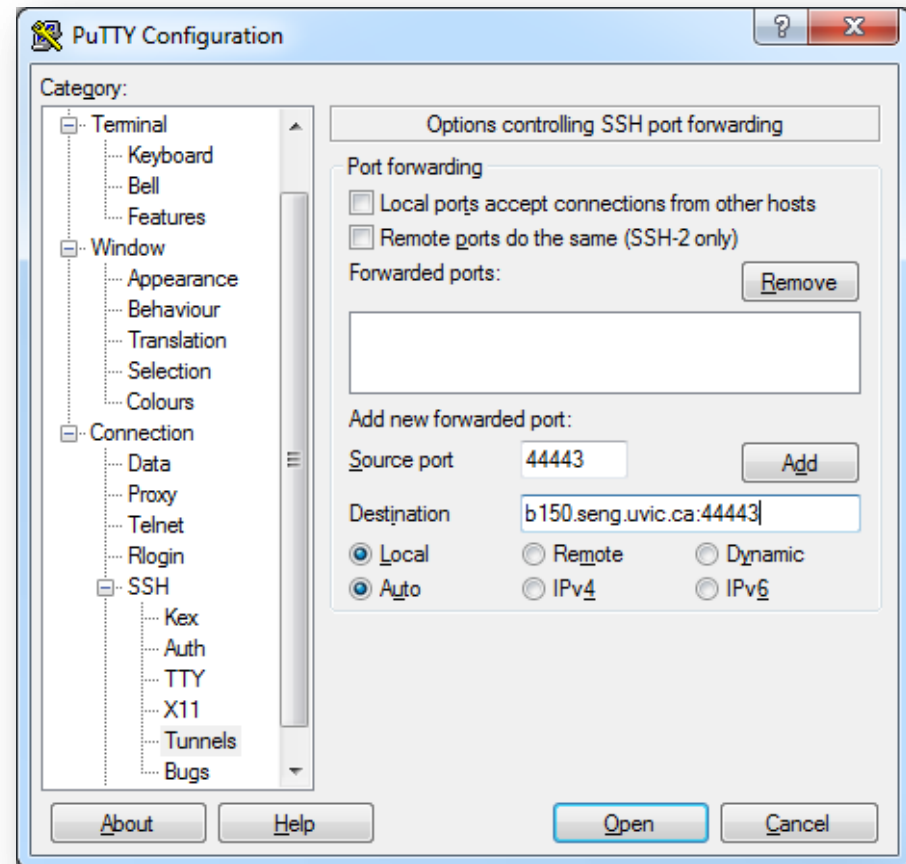 PuTTY Configuration
Category:
Terminal
Keyboard
Bell
Features
Window
Appearance
Behaviour
Translation
Selection
Colours
Connection
Data
Proxy
Telnet
Rlogin
SSH
Kex
Auth
TTY
X11
Tunnels
Bugs
Options controlling SSH port forwarding
Port forwarding
Local ports accept connections from other hosts
Remote ports do the same (SSH-2 only)
Forwarded ports:
Remove
Add new forwarded port:
Source port 44443 Add
Destination b150.seng.uvic.ca:44443
Local Remote Dynamic
Auto IPv4 IPv6
About Help Open Cancel